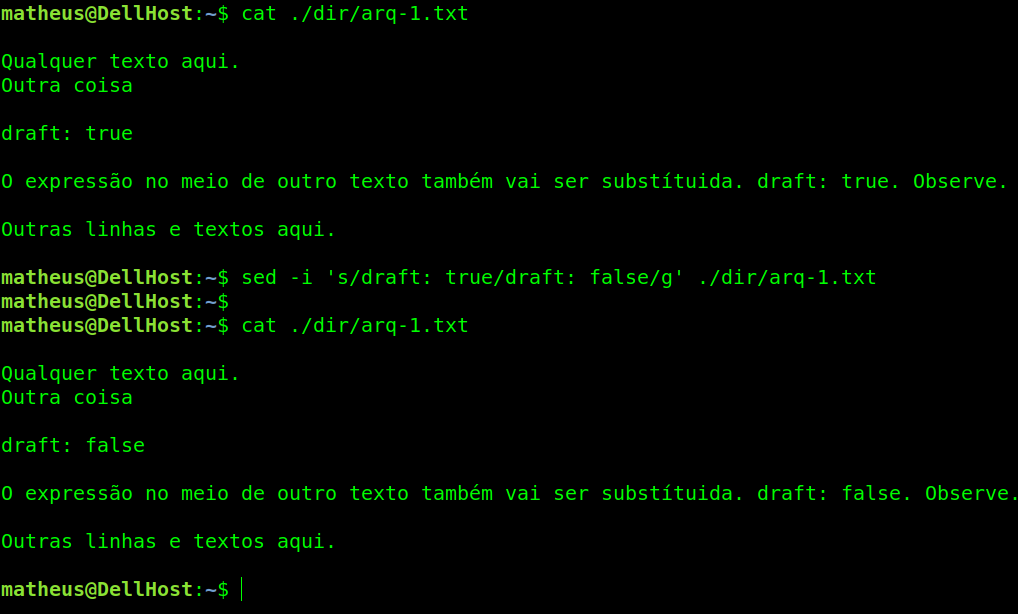 matheus@DellHost:~$ cat ./dir/arq-1.txt
Qualquer texto aqui.
Outra coisa
draft: true
O expressão no meio de outro texto também vai ser substítuida. draft: true. Observe.
Outras linhas e textos aqui.
matheus@DellHost:~$ sed -i 's/draft: true/draft: false/g' ./dir/arq-1.txt
matheus@DellHost:~$
matheus@DellHost:~$ cat ./dir/arq-1.txt
Qualquer texto aqui.
Outra coisa
draft: false
O expressão no meio de outro texto também vai ser substítuida. draft: false. Observe.
Outras linhas e textos aqui.
matheus@DellHost:~$